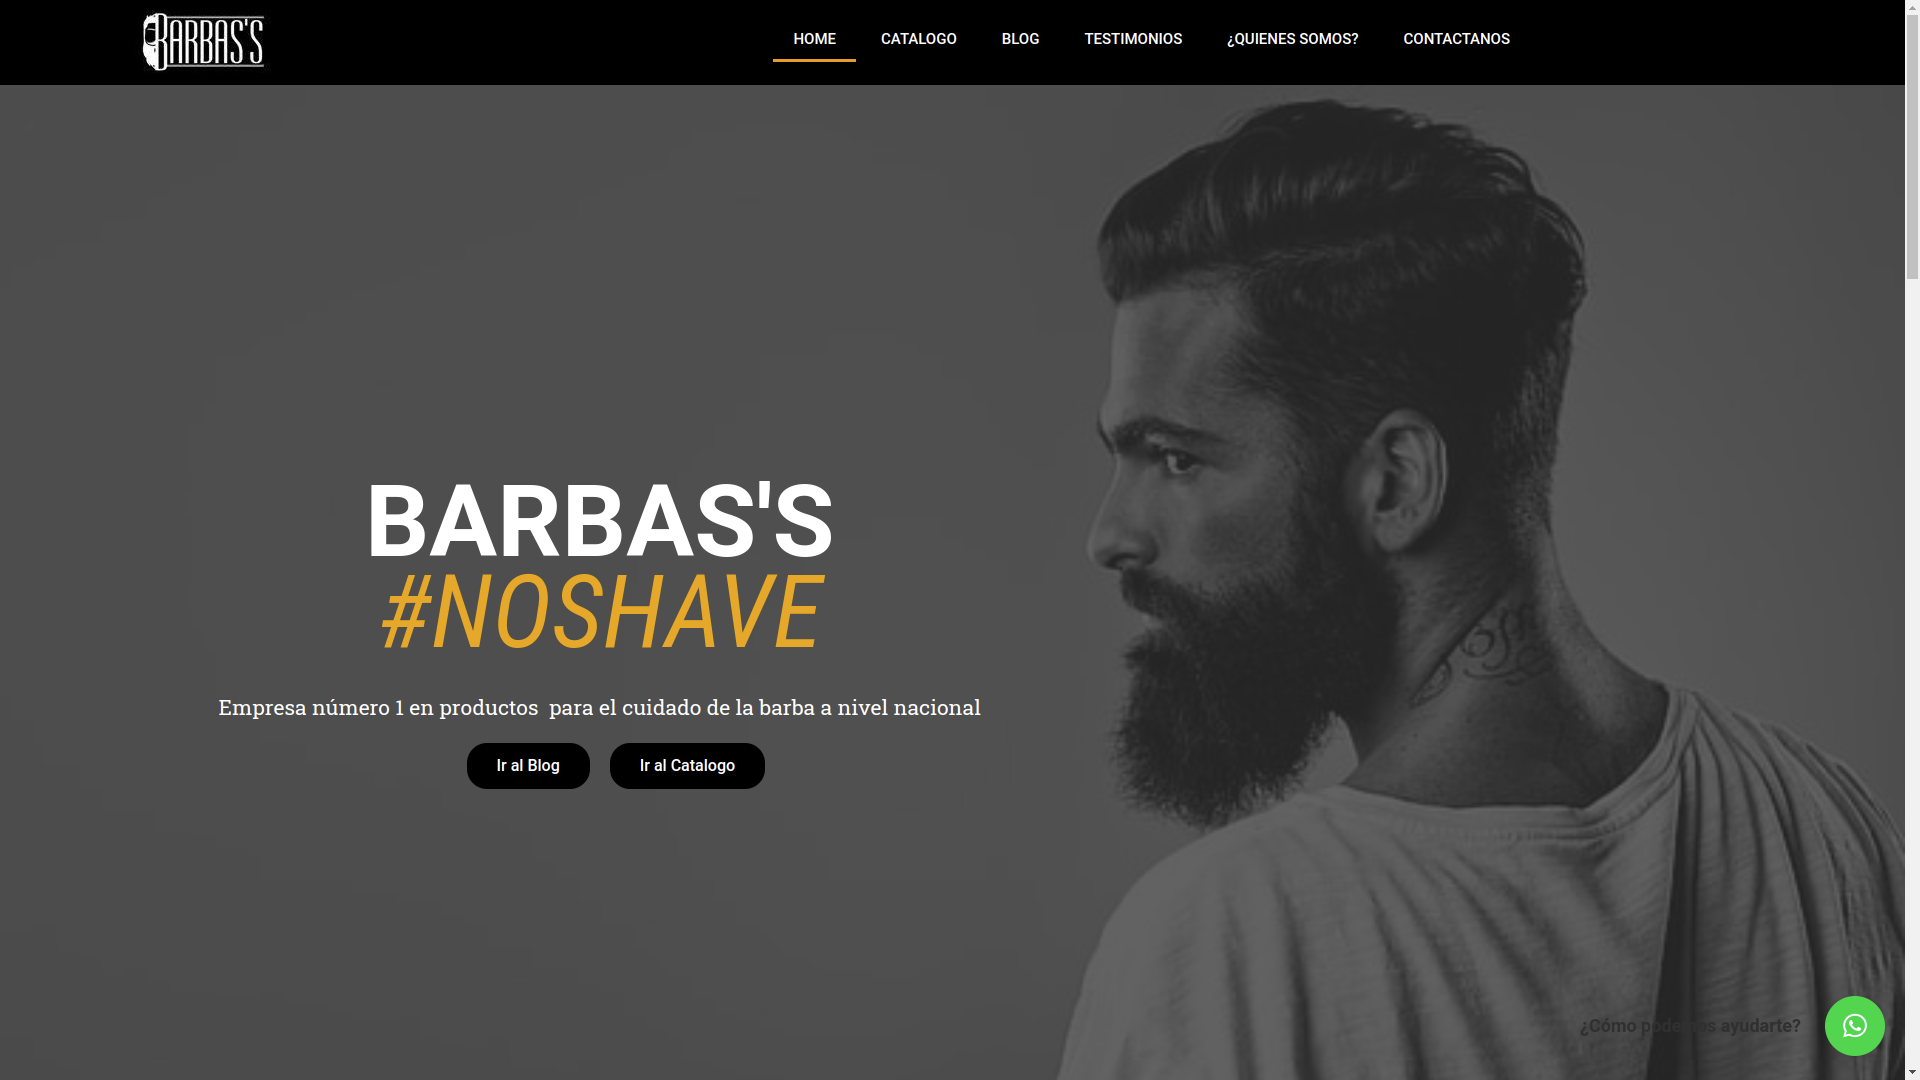 BARBAS'S
HOME
CATALOGO
BLOG
TESTIMONIOS
¿QUIENES SOMOS?
CONTACTANOS
BARBAS'S
#NOSHAVE
Empresa número 1 en productos  para el cuidado de la barba a nivel nacional
Ir al Blog
Ir al Catalogo
¿Cómo podemos ayudarte?